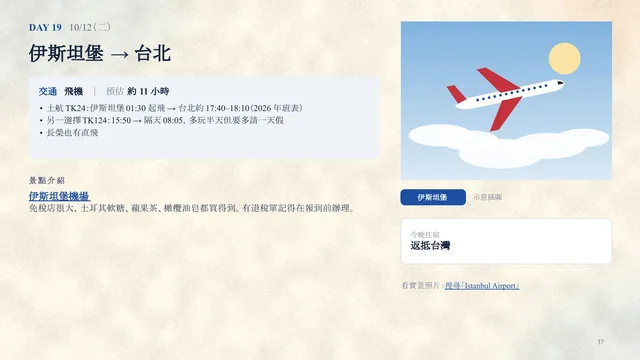 DAY 19 10/12(二)
伊斯坦堡 → 台北
交通 飛機 | 預估 約 11 小時
• 土航 TK24:伊斯坦堡 01:30 起飛 → 台北約 17:40–18:10(2026 年班表)
• 另一選擇 TK124:15:50 → 隔天 08:05, 多玩半天但要多請一天假
• 長榮也有直飛
景點介紹
伊斯坦堡機場
免稅店很大, 土耳其軟糖、蘋果茶、橄欖油皂都買得到。有退稅單記得在報到前辦理。
伊斯坦堡 示意插圖
今晚住宿
返抵台灣
看實景照片:搜尋「Istanbul Airport」
37